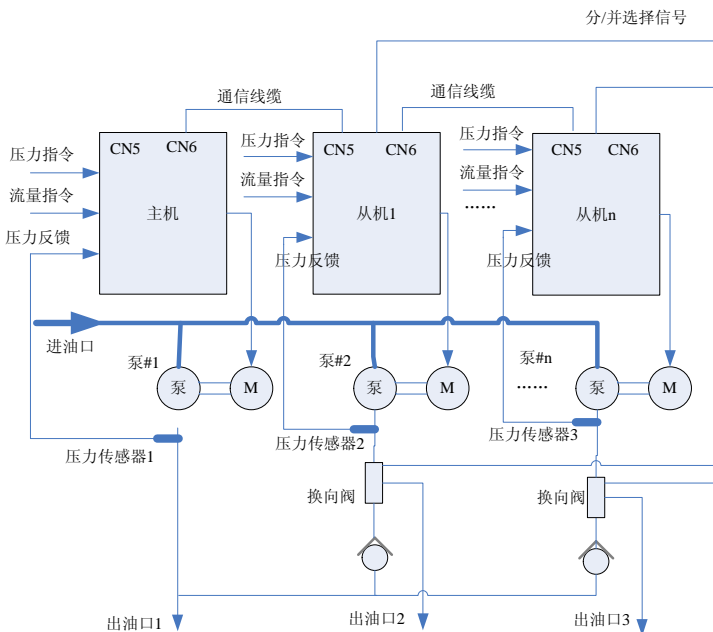 分/并选择信号
通信线缆
通信线缆
压力指令
流量指令
压力反馈
CN5
CN6
主机
压力指令
流量指令
压力反馈
CN5
CN6
从机1
压力指令
流量指令
......
压力反馈
CN5
CN6
从机n
进油口
泵#1
泵
M
泵#2
泵
M
泵#n
......
泵
M
压力传感器1
压力传感器2
压力传感器3
换向阀
换向阀
出油口1
出油口2
出油口3